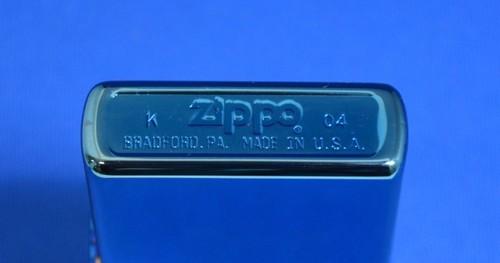 K Zippo 04
BRADFORD.PA. MADE IN U.S.A.